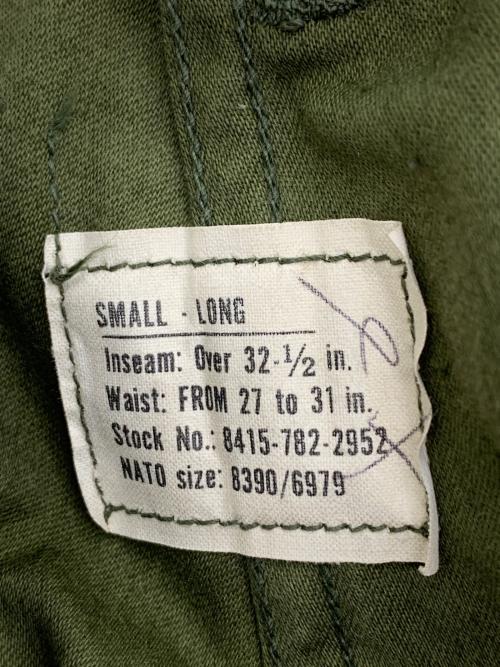 SMALL - LONG
Inseam: Over 32-1/2 in.
Waist: FROM 27 to 31 in.
Stock No.: 8415-782-2952
NATO size: 8390/6979